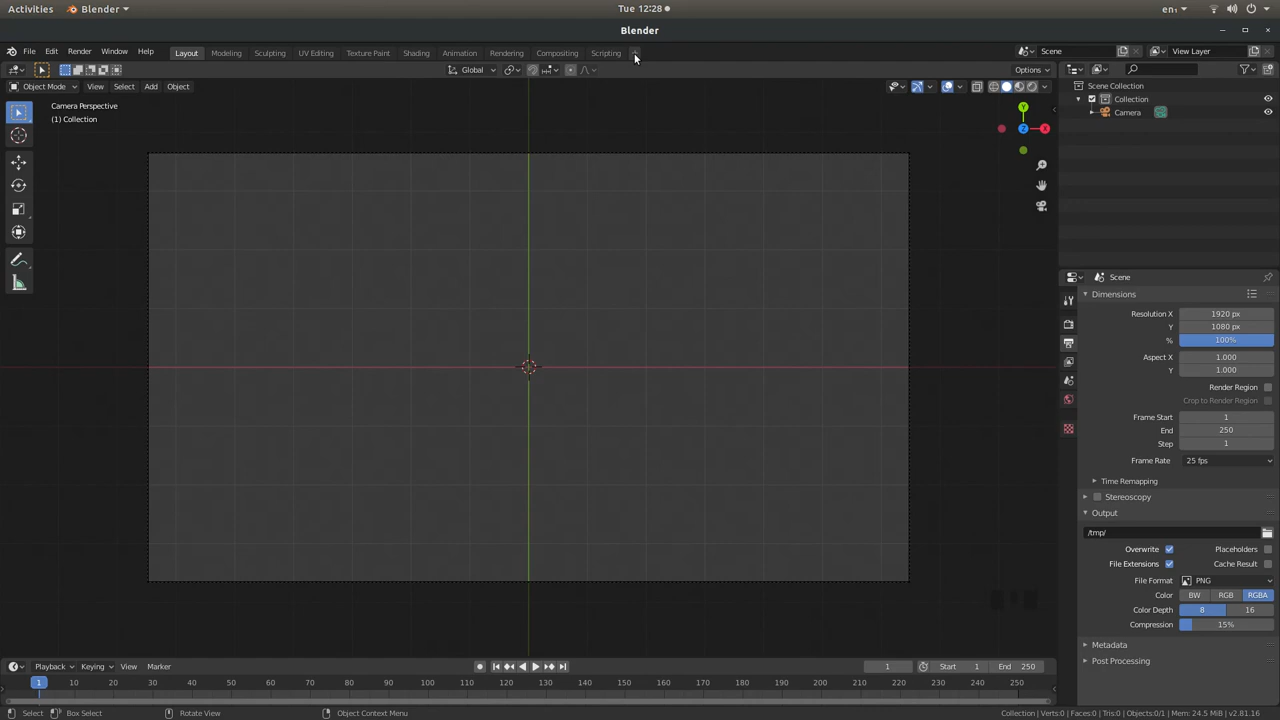 Activities Blender Tue 12:28 en₁
Blender
File Edit Render Window Help Layout Modeling Sculpting UV Editing Texture Paint Shading Animation Rendering Compositing Scripting + Scene View Layer
Global Options
Object Mode View Select Add Object
Camera Perspective
(1) Collection
Y
X
Z
Scene Collection
Collection
Camera
Scene
Dimensions
Resolution X 1920 px
Y 1080 px
% 100%
Aspect X 1.000
Y 1.000
Render Region
Crop to Render Region
Frame Start 1
End 250
Step 1
Frame Rate 25 fps
Time Remapping
Stereoscopy
Output
/tmp/
Overwrite Placeholders
File Extensions Cache Result
File Format PNG
Color BW RGB RGBA
Color Depth 8 16
Compression 15%
Metadata
Post Processing
Playback Keying View Marker 1 Start 1 End 250
1 10 20 30 40 50 60 70 80 90 100 110 120 130 140 150 160 170 180 190 200 210 220 230 240 250
Select Box Select Rotate View Object Context Menu Collection | Verts:0 | Faces:0 | Tris:0 | Objects:0/1 | Mem: 24.5 MiB | v2.81.16